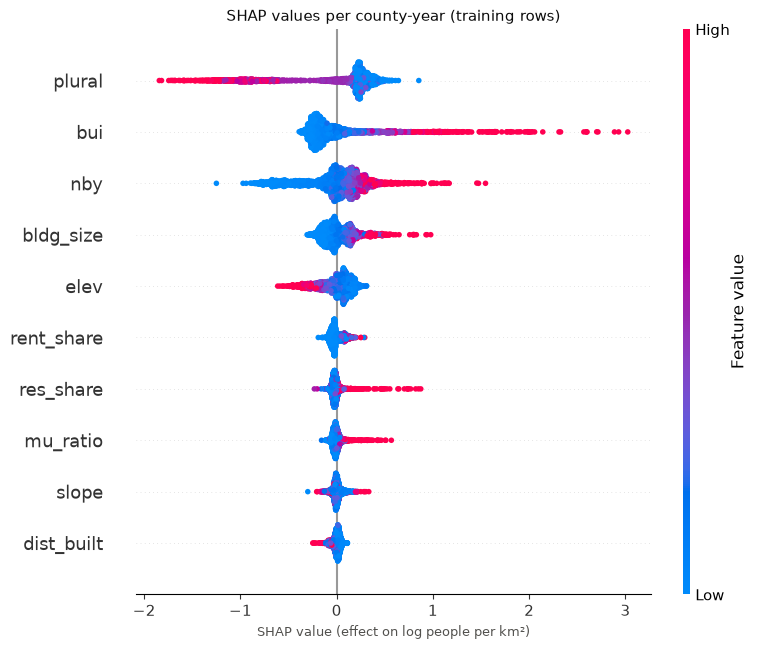 SHAP values per county-year (training rows)
High
plural
bui
nby
bldg_size
elev
rent_share
res_share
mu_ratio
slope
dist_built
Feature value
Low
−2 −1 0 1 2 3
SHAP value (effect on log people per km²)